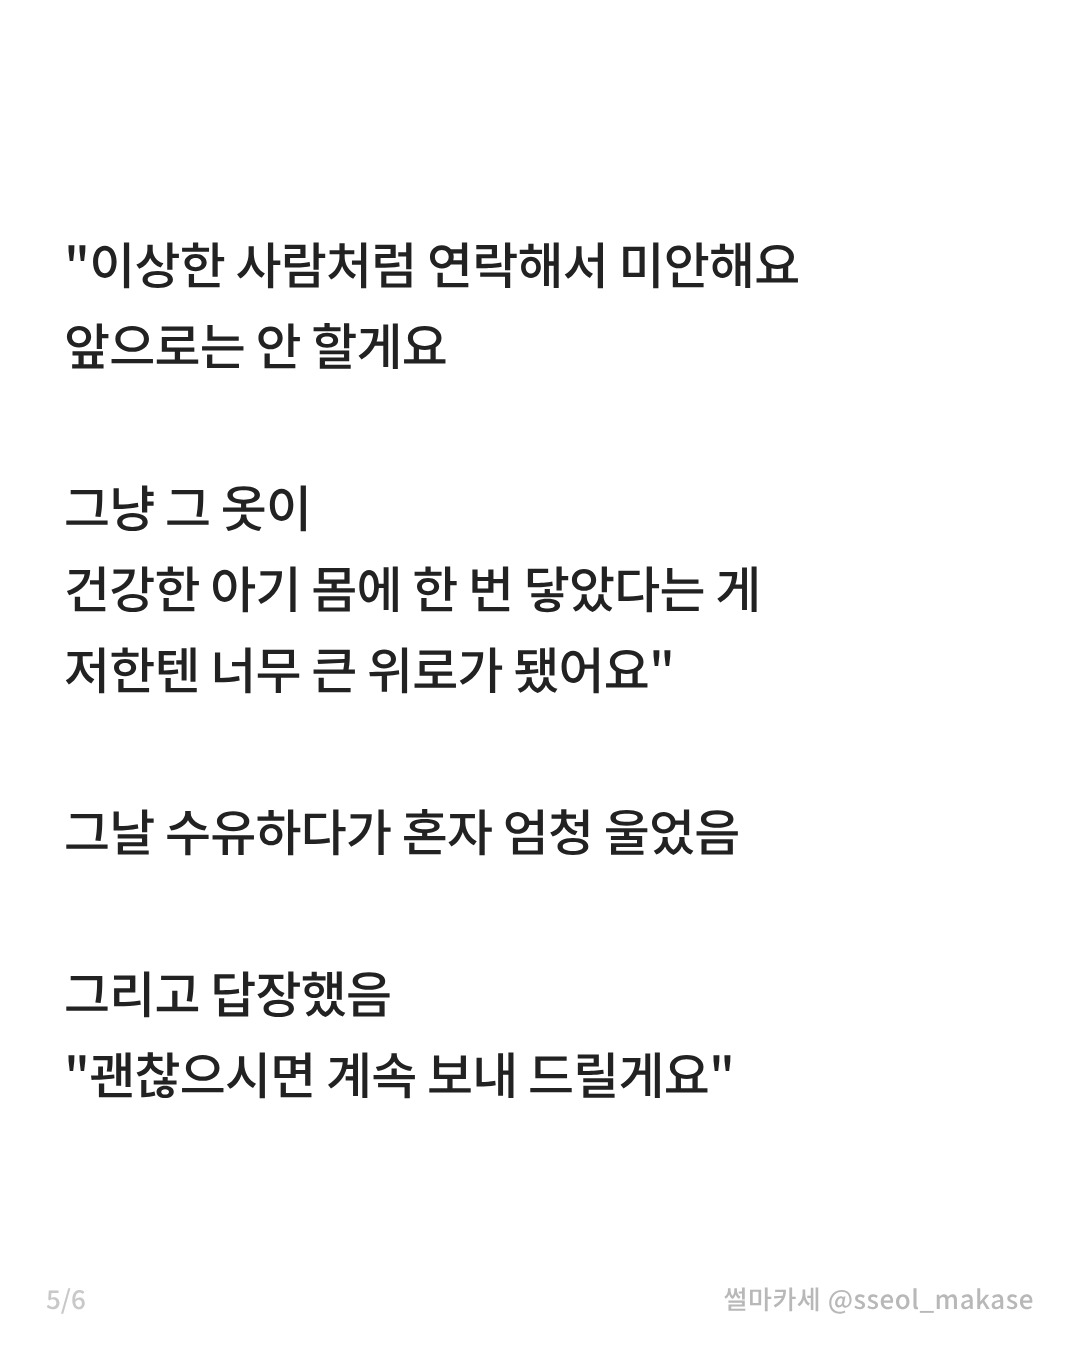 "이상한 사람처럼 연락해서 미안해요
앞으로는 안 할게요
그냥 그 옷이
건강한 아기 몸에 한 번 닿았다는 게
저한텐 너무 큰 위로가 됐어요"
그날 수유하다가 혼자 엄청 울었음
그리고 답장했음
"괜찮으시면 계속 보내 드릴게요"
5/6
썰마카세 @sseol_makase